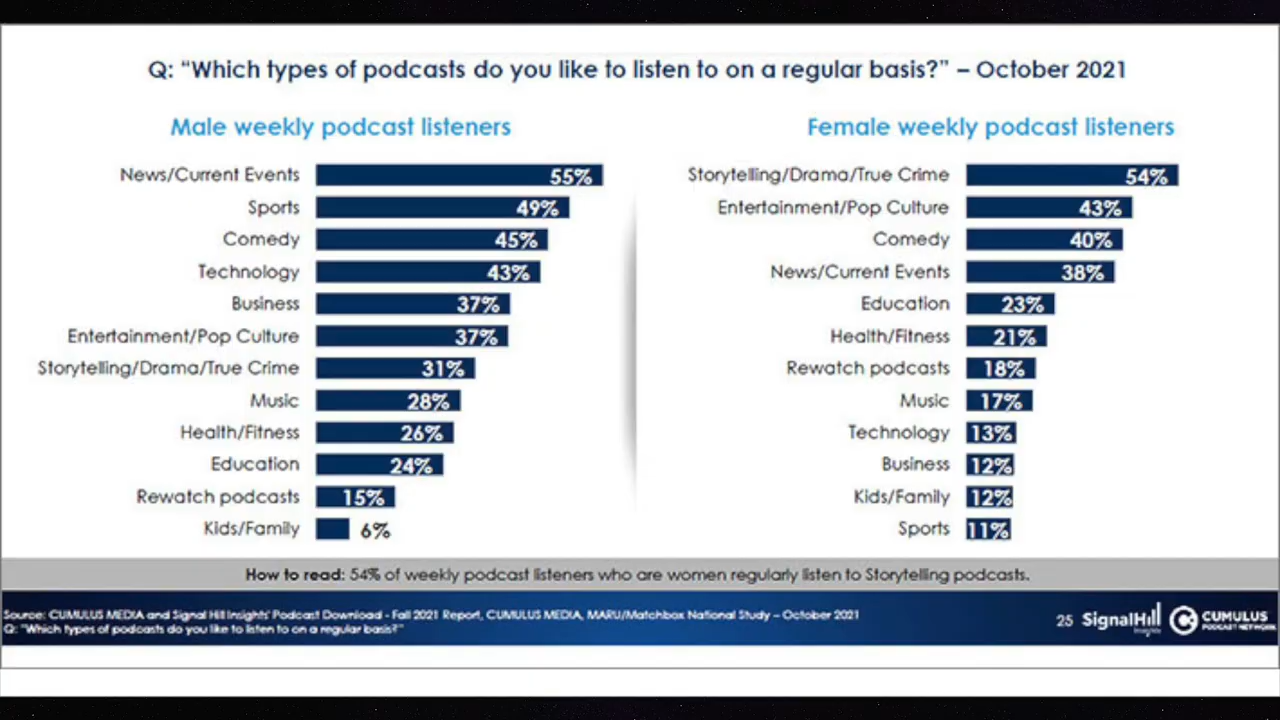 Q: “Which types of podcasts do you like to listen to on a regular basis?” – October 2021
Male weekly podcast listeners
News/Current Events 55%
Sports 49%
Comedy 45%
Technology 43%
Business 37%
Entertainment/Pop Culture 37%
Storytelling/Drama/True Crime 31%
Music 28%
Health/Fitness 26%
Education 24%
Rewatch podcasts 15%
Kids/Family 6%
Female weekly podcast listeners
Storytelling/Drama/True Crime 54%
Entertainment/Pop Culture 43%
Comedy 40%
News/Current Events 38%
Education 23%
Health/Fitness 21%
Rewatch podcasts 18%
Music 17%
Technology 13%
Business 12%
Kids/Family 12%
Sports 11%
How to read: 54% of weekly podcast listeners who are women regularly listen to Storytelling podcasts.
Source: CUMULUS MEDIA and Signal Hill Insights' Podcast Download - Fall 2021 Report, CUMULUS MEDIA, MARU/Matchbox National Study – October 2021
Q: “Which types of podcasts do you like to listen to on a regular basis?”
25
SignalHill
Insights
CUMULUS
PODCAST NETWORK